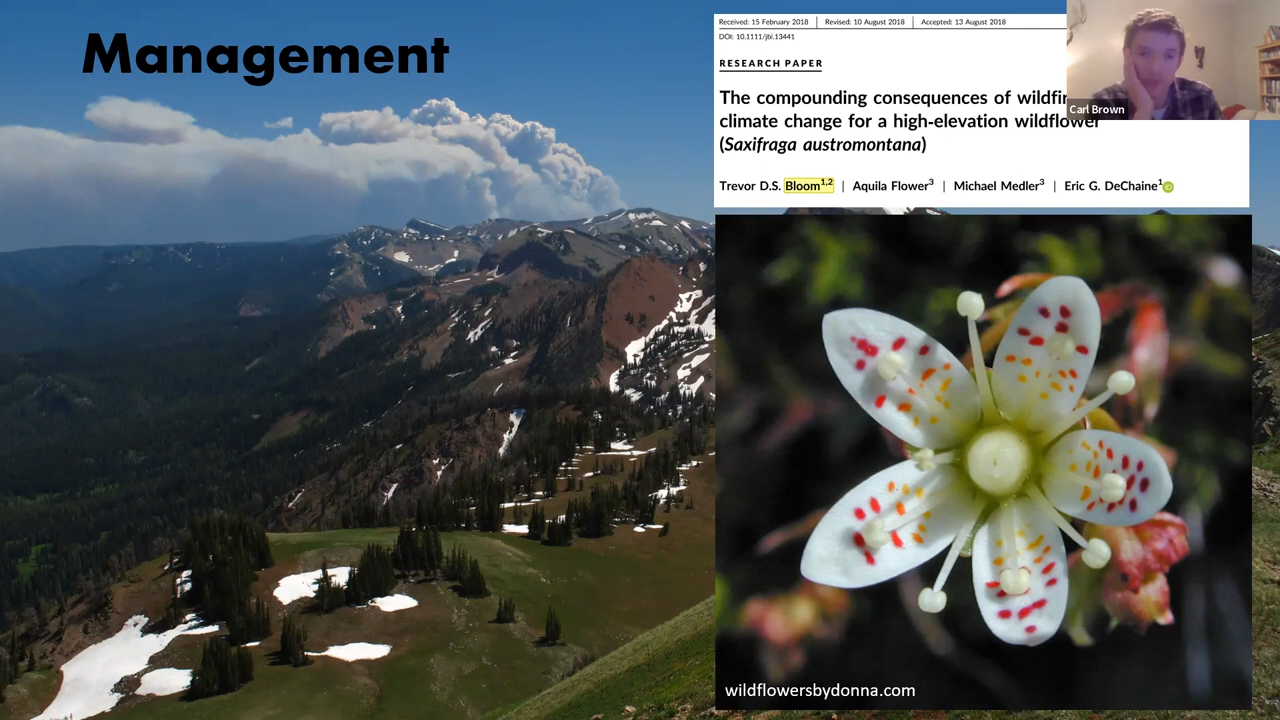 Management
Received: 15 February 2018 | Revised: 10 August 2018 | Accepted: 13 August 2018
DOI: 10.1111/jbi.13441
RESEARCH PAPER
The compounding consequences of
climate change for a high-elevation wildflower
(Saxifraga austromontana)
Trevor D.S. Bloom1,2 | Aquila Flower3 | Michael Medler3 | Eric G. DeChaine1
Carl Brown
wildflowersbydonna.com